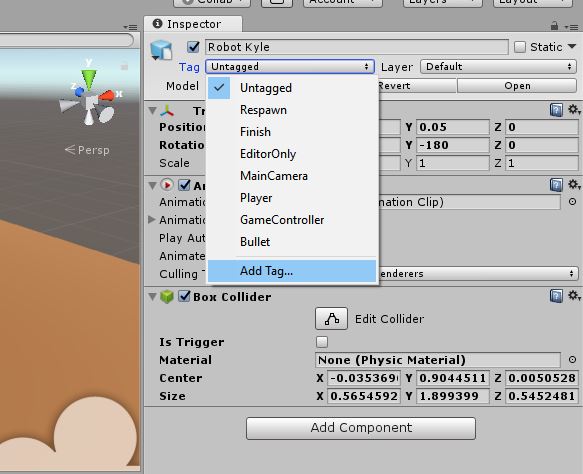 Collab
Account
Layers
Layout
Inspector
Robot Kyle
Static
Tag Untagged Layer Default
Model Revert Open
Untagged
Respawn
Finish
EditorOnly
MainCamera
Player
GameController
Bullet
Add Tag...
y
z
x
Persp
Tr
Position Y 0.05 Z 0
Rotati Y -180 Z 0
Scale Y 1 Z 1
An
Animation mation Clip)
Animation
Play Aut
Animate
Culling T enderers
Box Collider
Edit Collider
Is Trigger
Material None (Physic Material)
Center X -0.035369 Y 0.9044511 Z 0.0050528
Size X 0.5654592 Y 1.899399 Z 0.5452481
Add Component